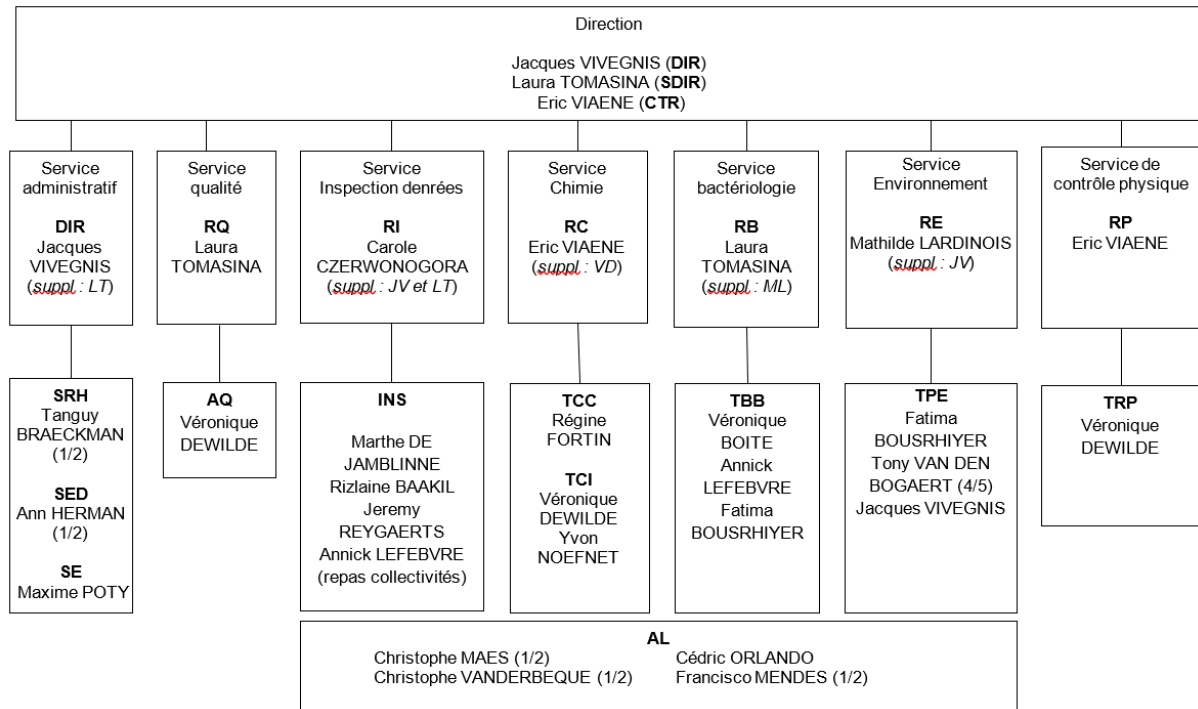 Direction
Jacques VIVEGNIS (DIR)
Laura TOMASINA (SDIR)
Eric VIAENE (CTR)
Service
administratif
DIR
Jacques
VIVEGNIS
(suppl : LT)
Service
qualité
RQ
Laura
TOMASINA
Service
Inspection denrées
RI
Carole
CZERWONOGORA
(suppl : JV et LT)
Service
Chimie
RC
Eric VIAENE
(suppl : VD)
Service
bactériologie
RB
Laura
TOMASINA
(suppl : ML)
Service
Environnement
RE
Mathilde LARDINOIS
(suppl : JV)
Service de
contrôle physique
RP
Eric VIAENE
SRH
Tanguy
BRAECKMAN
(1/2)
SED
Ann HERMAN
(1/2)
SE
Maxime POTY
AQ
Véronique
DEWILDE
INS
Marthe DE
JAMBLINNE
Rizlaine BAAKIL
Jeremy
REYGAERTS
Annick LEFEBVRE
(repas collectivités)
TCC
Régine
FORTIN
TCI
Véronique
DEWILDE
Yvon
NOEFNET
TBB
Véronique
BOITE
Annick
LEFEBVRE
Fatima
BOUSRHIYER
TPE
Fatima
BOUSRHIYER
Tony VAN DEN
BOGAERT (4/5)
Jacques VIVEGNIS
TRP
Véronique
DEWILDE
AL
Christophe MAES (1/2) Cédric ORLANDO
Christophe VANDERBEQUE (1/2) Francisco MENDES (1/2)